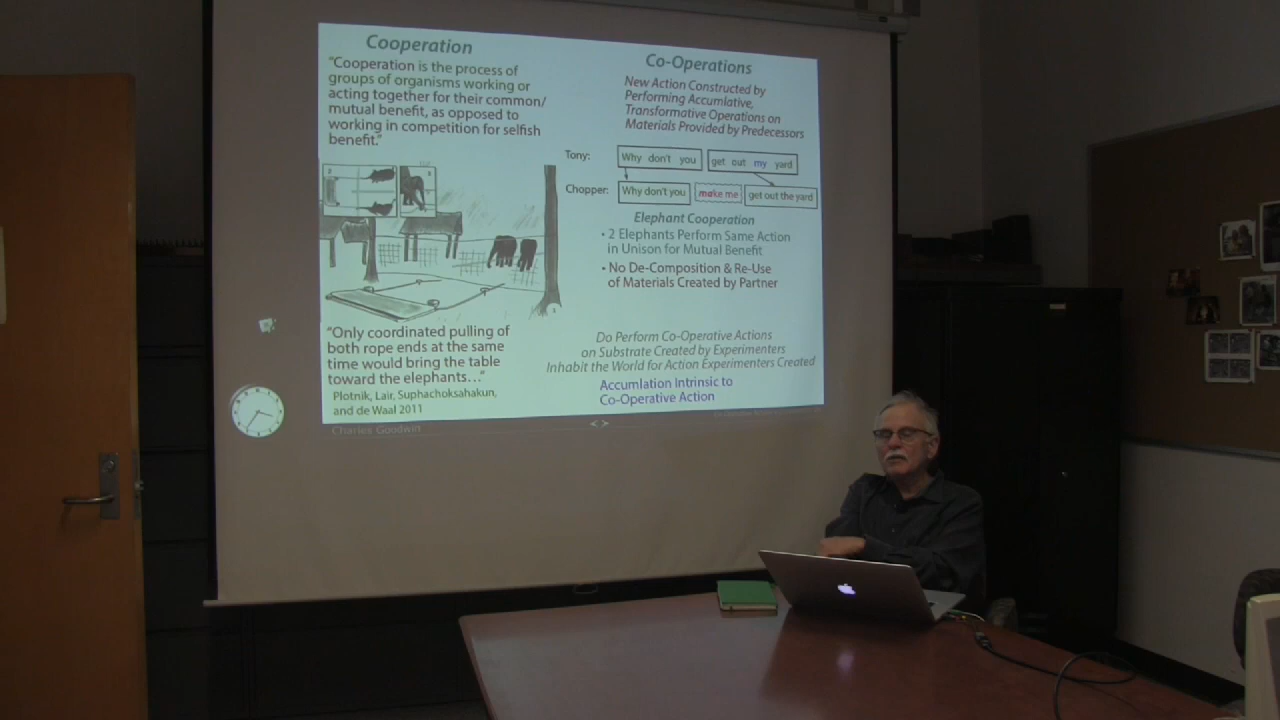 Cooperation
"Cooperation is the process of
groups of organisms working or
acting together for their common/
mutual benefit, as opposed to
working in competition for selfish
benefit."
"Only coordinated pulling of
both rope ends at the same
time would bring the table
toward the elephants..."
Plotnik, Lair, Suphachoksahakun,
and de Waal 2011
Co-Operations
New Action Constructed by
Performing Accumlative,
Transformative Operations on
Materials Provided by Predecessors
Tony: Why don't you get out my yard
Chopper: Why don't you make me get out the yard
Elephant Cooperation
• 2 Elephants Perform Same Action
in Unison for Mutual Benefit
• No De-Composition & Re-Use
of Materials Created by Partner
Do Perform Co-Operative Actions
on Substrate Created by Experimenters
Inhabit the World for Action Experimenters Created
Accumlation Intrinsic to
Co-Operative Action
Charles Goodwin